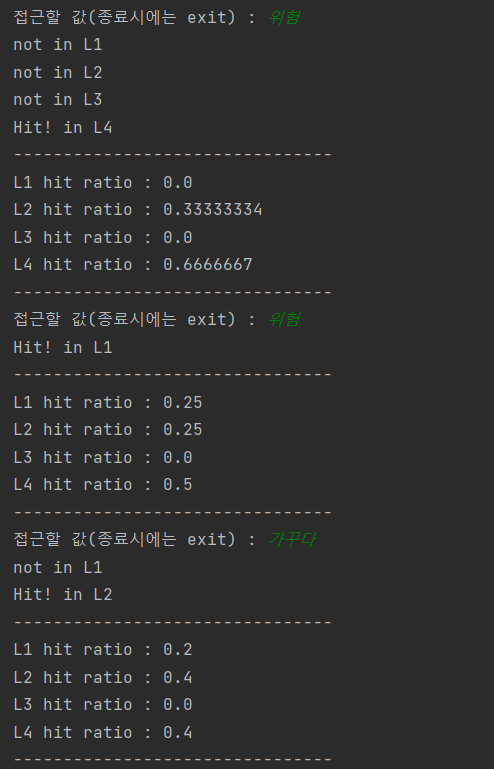 접근할 값(종료시에는 exit) : 위험
not in L1
not in L2
not in L3
Hit! in L4
--------------------------------
L1 hit ratio : 0.0
L2 hit ratio : 0.33333334
L3 hit ratio : 0.0
L4 hit ratio : 0.6666667
--------------------------------
접근할 값(종료시에는 exit) : 위험
Hit! in L1
--------------------------------
L1 hit ratio : 0.25
L2 hit ratio : 0.25
L3 hit ratio : 0.0
L4 hit ratio : 0.5
--------------------------------
접근할 값(종료시에는 exit) : 가꾸다
not in L1
Hit! in L2
--------------------------------
L1 hit ratio : 0.2
L2 hit ratio : 0.4
L3 hit ratio : 0.0
L4 hit ratio : 0.4
--------------------------------